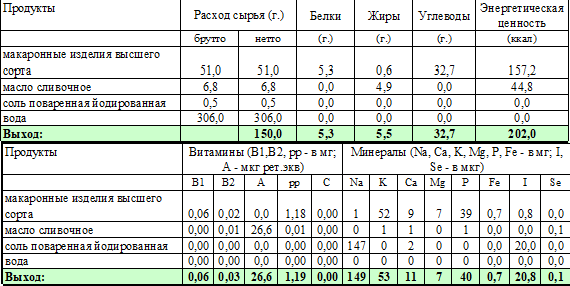 Продукты Расход сырья (г.) Белки Жиры Углеводы Энергетическая ценность
брутто нетто (г.) (г.) (г.) (ккал)
макаронные изделия высшего
сорта 51,0 51,0 5,3 0,6 32,7 157,2
масло сливочное 6,8 6,8 0,0 4,9 0,0 44,8
соль поваренная йодированная 0,5 0,5 0,0 0,0 0,0 0,0
вода 306,0 306,0 0,0 0,0 0,0 0,0
Выход: 150,0 5,3 5,5 32,7 202,0
Продукты Витамины (В1,В2, рр - в мг; А - мкг рет.экв) Минералы (Na, Ca, K, Mg, P, Fe - в мг; I, Se - в мкг)
В1 В2 А рр С Na K Ca Mg P Fe I Se
макаронные изделия высшего
сорта 0,06 0,02 0,0 1,18 0,00 1 52 9 7 39 0,7 0,8 0,0
масло сливочное 0,00 0,01 26,6 0,01 0,00 0 1 1 0 1 0,0 0,0 0,1
соль поваренная йодированная 0,00 0,00 0,0 0,00 0,00 147 0 2 0 0 0,0 20,0 0,0
вода 0,00 0,00 0,0 0,00 0,00 0 0 0 0 0 0,0 0,0 0,0
Выход: 0,06 0,03 26,6 1,19 0,00 149 53 11 7 40 0,7 20,8 0,1